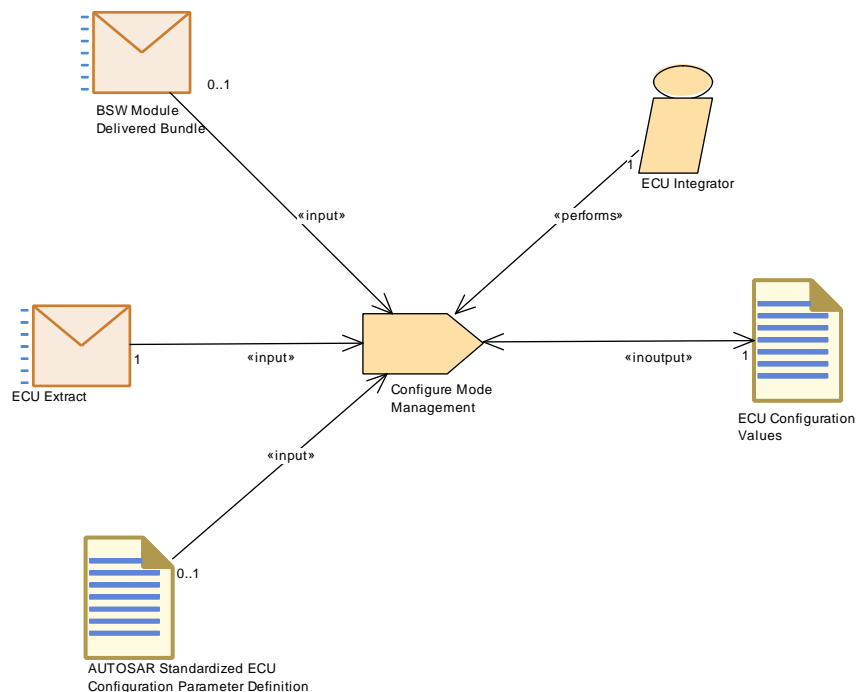 0..1
BSW Module
Delivered Bundle
1
ECU Integrator
«input»
«performs»
1
«input»
ECU Extract
Configure Mode
Management
«inoutput»
1
ECU Configuration
Values
«input»
0..1
AUTOSAR Standardized ECU
Configuration Parameter Definition